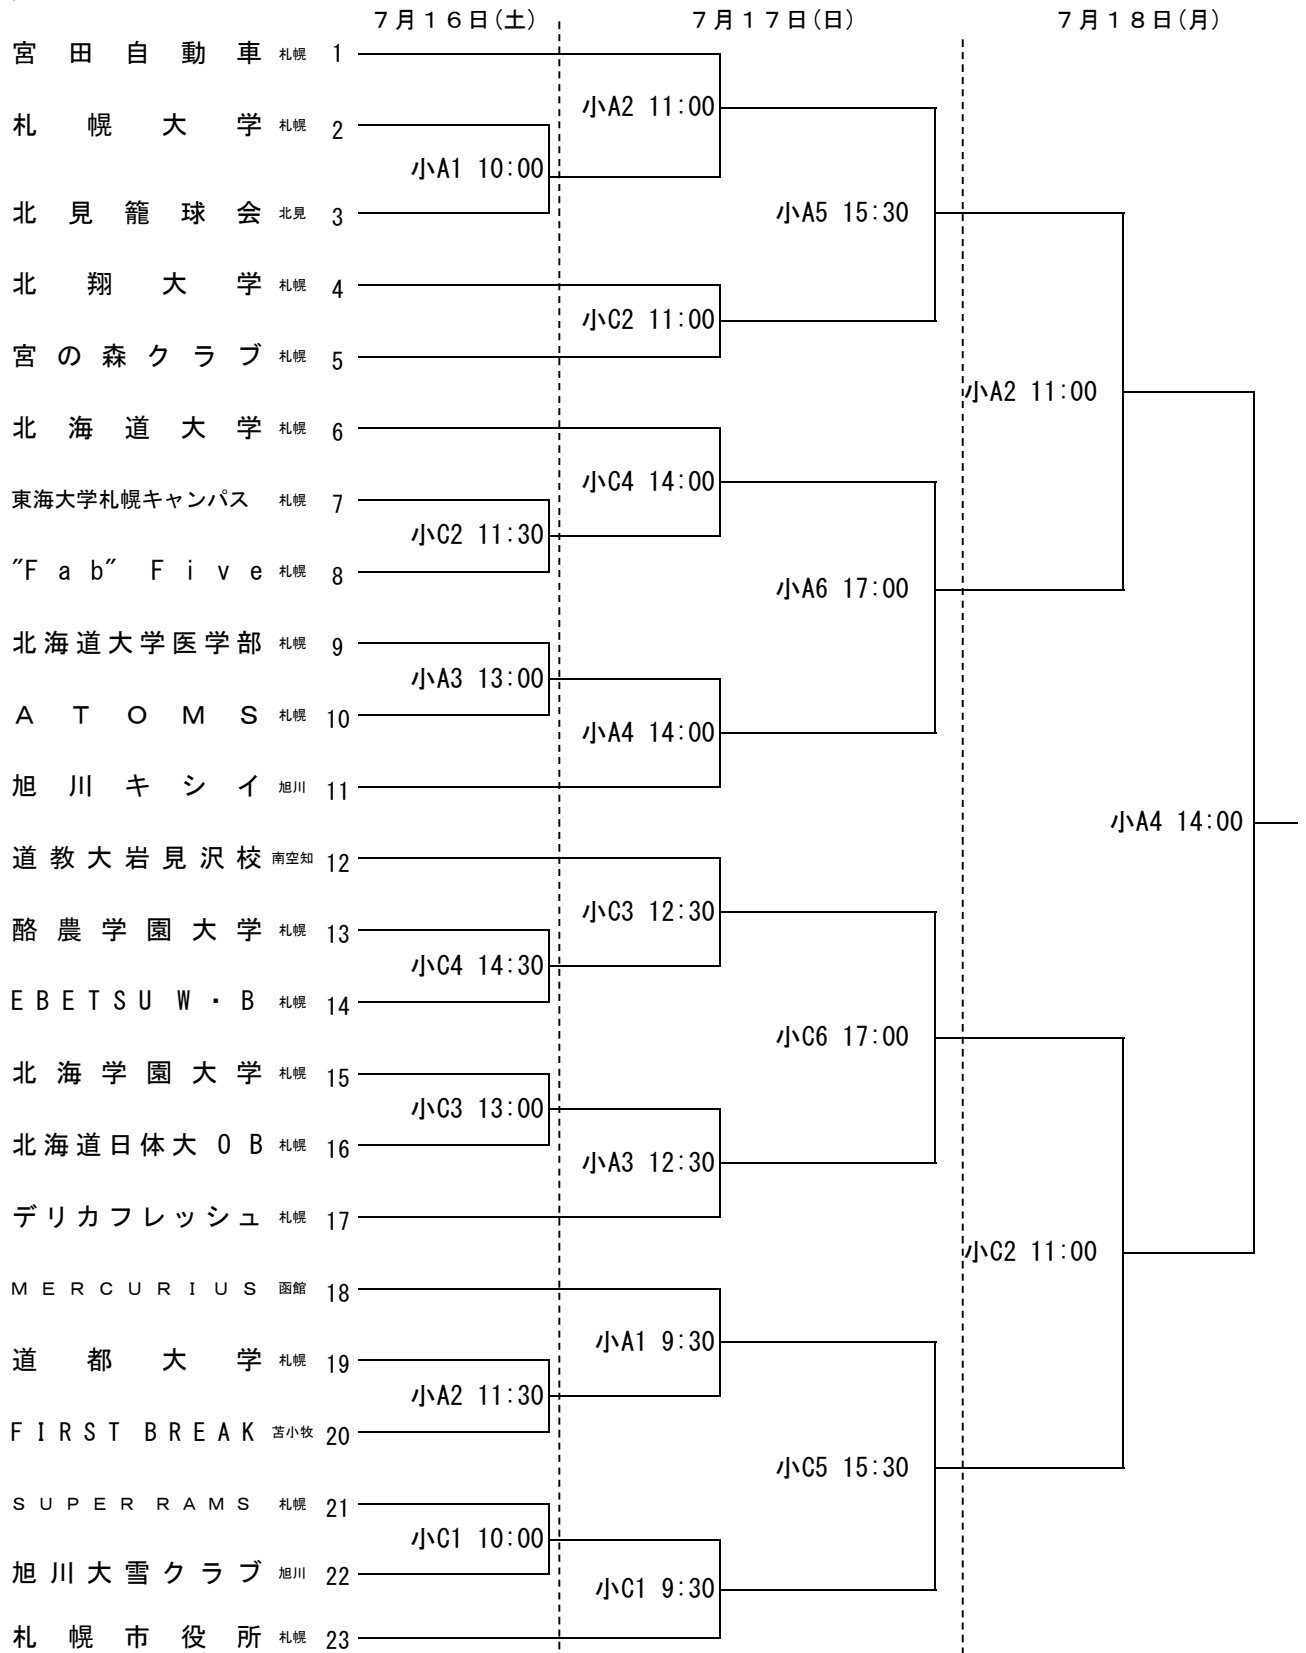 7月16日(土) 7月17日(日) 7月18日(月)
宮田自動車 札幌 1
小A2 11:00
札幌大学 札幌 2
小A1 10:00
北見籠球会 北見 3
小A5 15:30
北翔大学 札幌 4
小C2 11:00
宮の森クラブ 札幌 5
小A2 11:00
北海道大学 札幌 6
小C4 14:00
東海大学札幌キャンパス 札幌 7
小C2 11:30
"Fab" Five 札幌 8
小A6 17:00
北海道大学医学部 札幌 9
小A3 13:00
ATOMS 札幌 10
小A4 14:00
旭川キシイ 旭川 11
小A4 14:00
道教大岩見沢校 南空知 12
小C3 12:30
酪農学園大学 札幌 13
小C4 14:30
EBETSU W・B 札幌 14
小C6 17:00
北海学園大学 札幌 15
小C3 13:00
北海道日体大OB 札幌 16
小A3 12:30
デリカフレッシュ 札幌 17
小C2 11:00
MERCURIUS 函館 18
小A1 9:30
道都大学 札幌 19
小A2 11:30
FIRST BREAK 苫小牧 20
小C5 15:30
SUPER RAMS 札幌 21
小C1 10:00
旭川大雪クラブ 旭川 22
小C1 9:30
札幌市役所 札幌 23